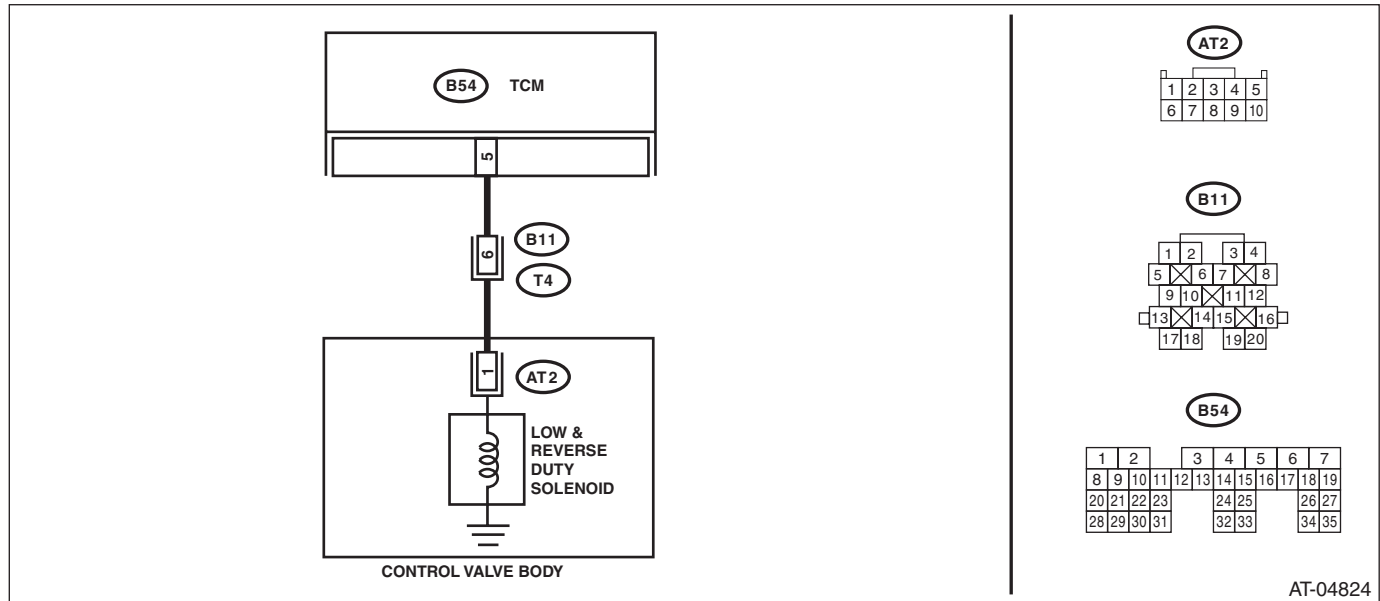 B54 TCM
5
6
B11
T4
1
AT2
LOW &
REVERSE
DUTY
SOLENOID
CONTROL VALVE BODY
AT2
1 2 3 4 5
6 7 8 9 10
B11
1 2 3 4
5 6 7 8
9 10 11 12
13 14 15 16
17 18 19 20
B54
1 2 3 4 5 6 7
8 9 10 11 12 13 14 15 16 17 18 19
20 21 22 23 24 25 26 27
28 29 30 31 32 33 34 35
AT-04824